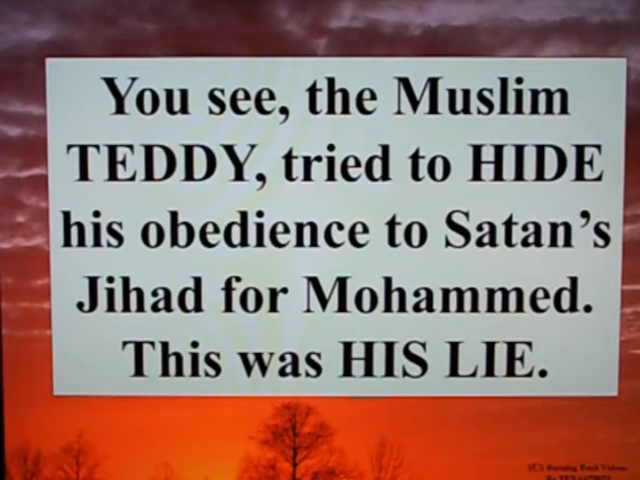 You see, the Muslim
TEDDY, tried to HIDE
his obedience to Satan's
Jihad for Mohammed.
This was HIS LIE.
(C) Burning Rock Videos